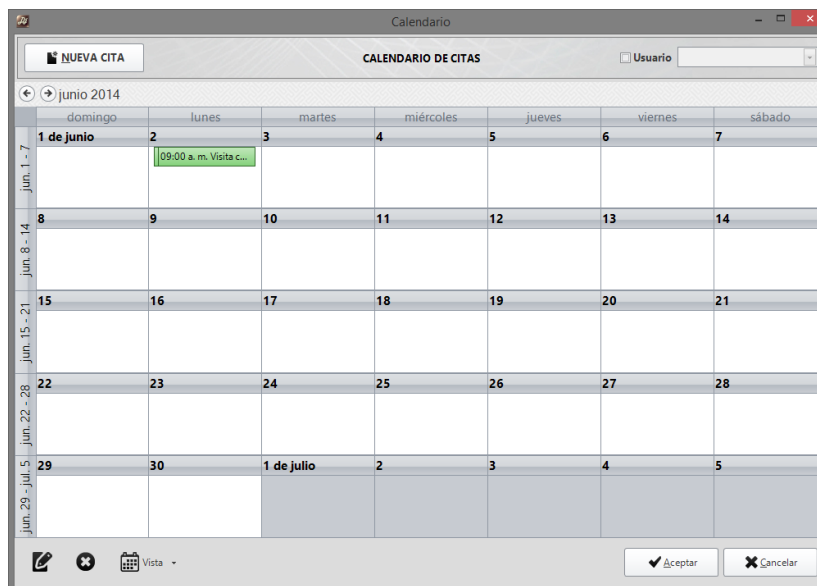 Calendario
NUEVA CITA
CALENDARIO DE CITAS
Usuario
junio 2014
domingo lunes martes miércoles jueves viernes sábado
jun. 1 - 7
1 de junio 2 3 4 5 6 7
09:00 a. m. Visita c...
jun. 8 - 14
8 9 10 11 12 13 14
jun. 15 - 21
15 16 17 18 19 20 21
jun. 22 - 28
22 23 24 25 26 27 28
jun. 29 - jul. 5
29 30 1 de julio 2 3 4 5
Vista
Aceptar
Cancelar